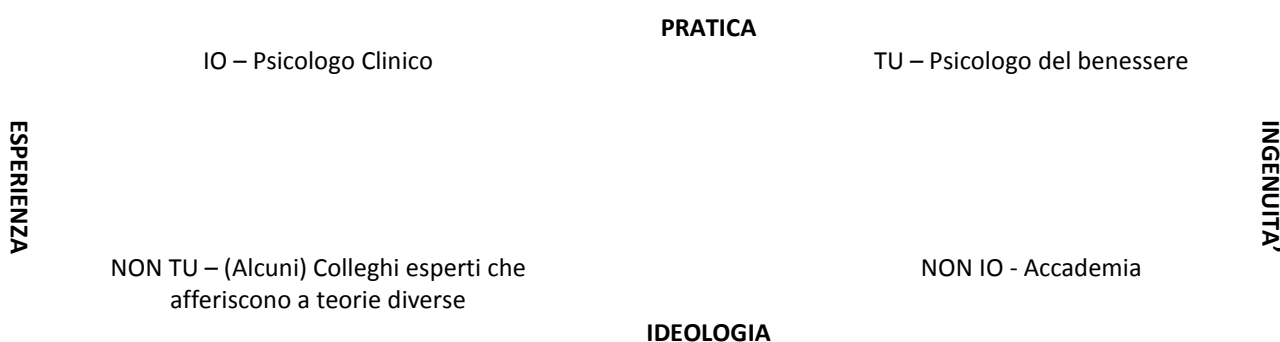 PRATICA
IO – Psicologo Clinico
TU – Psicologo del benessere
ESPERIENZA
INGENUITA’
NON TU – (Alcuni) Colleghi esperti che
afferiscono a teorie diverse
NON IO - Accademia
IDEOLOGIA